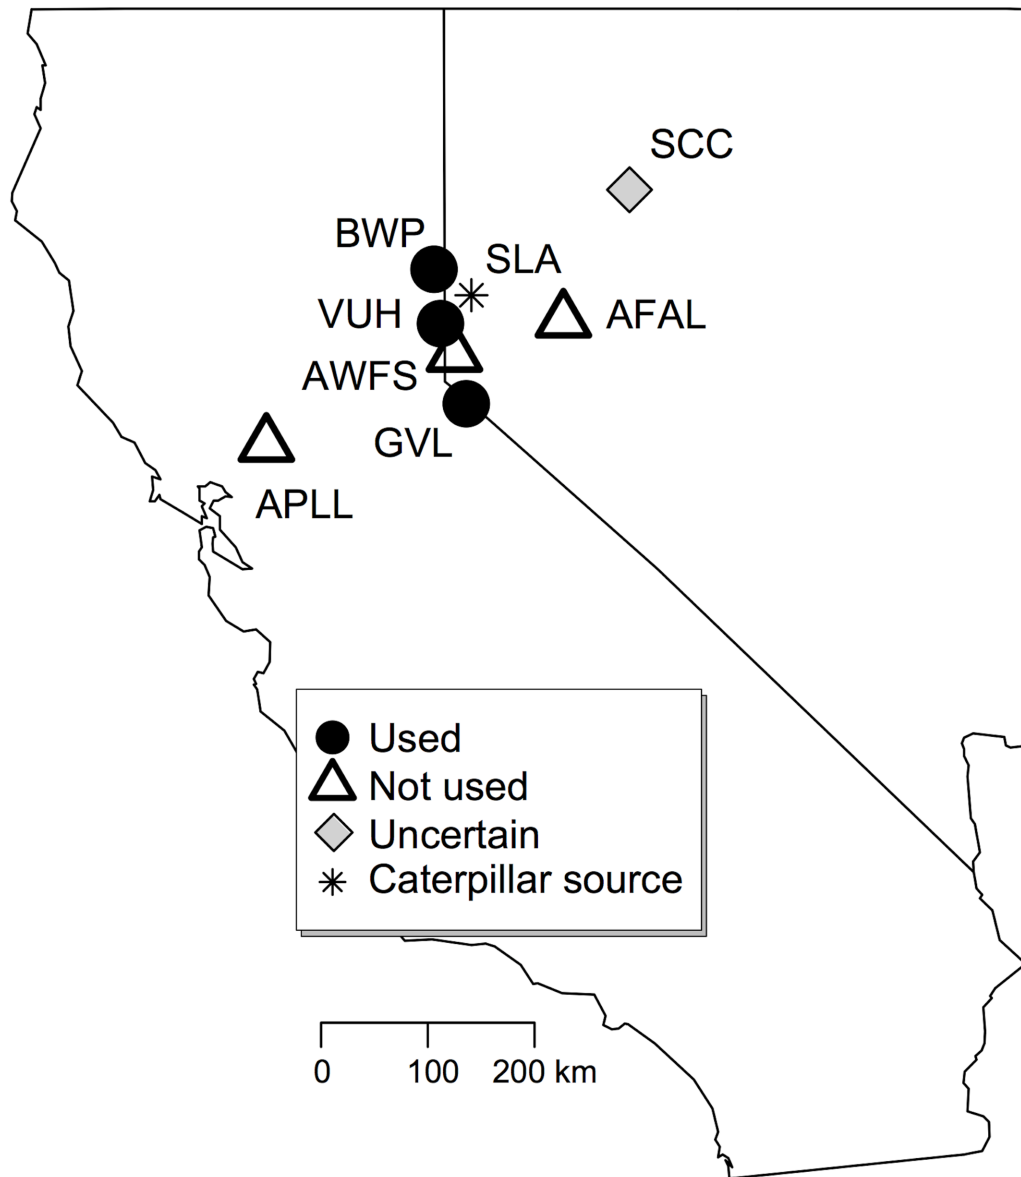 SCC
BWP
SLA
VUH
AFAL
AWFS
GVL
APLL
Used
Not used
Uncertain
Caterpillar source
0 100 200 km